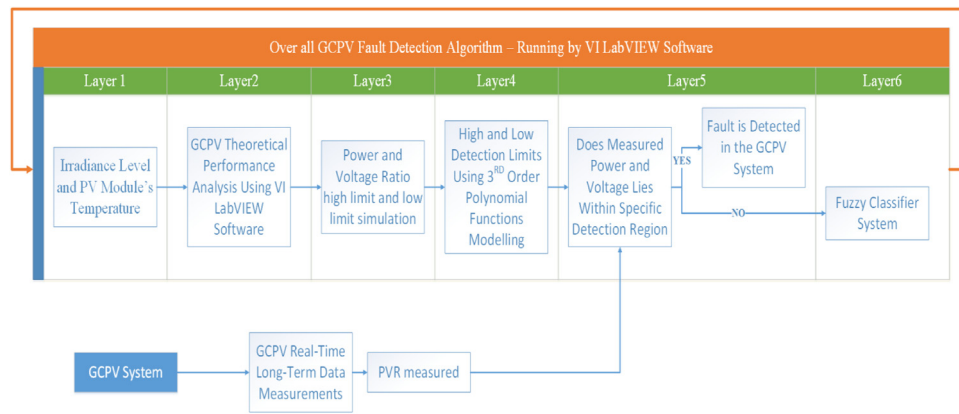 Over all GCPV Fault Detection Algorithm – Running by VI LabVIEW Software
Layer 1
Layer2
Layer3
Layer4
Layer5
Layer6
Irradiance Level
and PV Module's
Temperature
GCPV Theoretical
Performance
Analysis Using VI
LabVIEW
Software
Power and
Voltage Ratio
high limit and low
limit simulation
High and Low
Detection Limits
Using 3RD Order
Polynomial
Functions
Modelling
Does Measured
Power and
Voltage Lies
Within Specific
Detection Region
YES
Fault is Detected
in the GCPV
System
NO
Fuzzy Classifier
System
GCPV System
GCPV Real-Time
Long-Term Data
Measurements
PVR measured